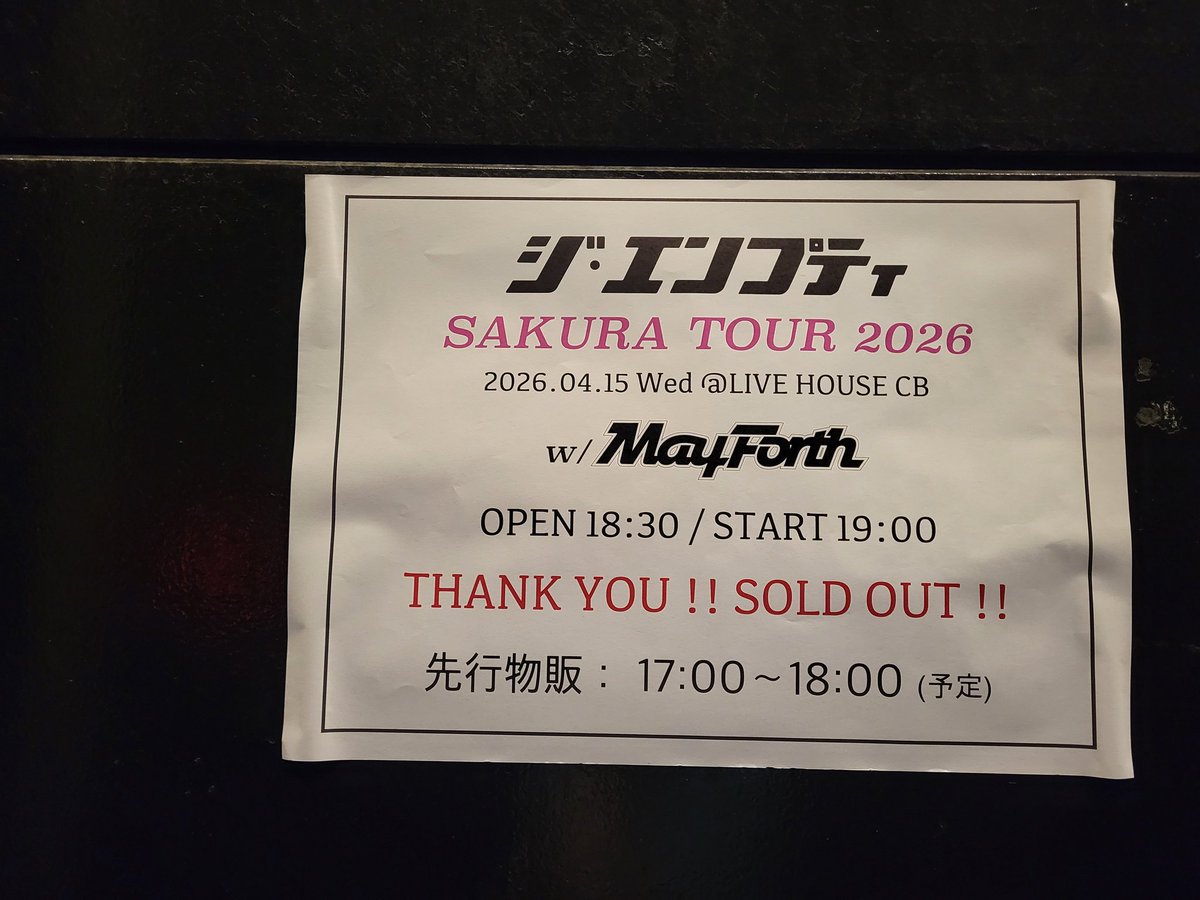 ジ・エンプティ
SAKURA TOUR 2026
2026.04.15 Wed @LIVE HOUSE CB
w/ MayForth
OPEN 18:30 / START 19:00
THANK YOU !! SOLD OUT !!
先行物販： 17:00～18:00 (予定)